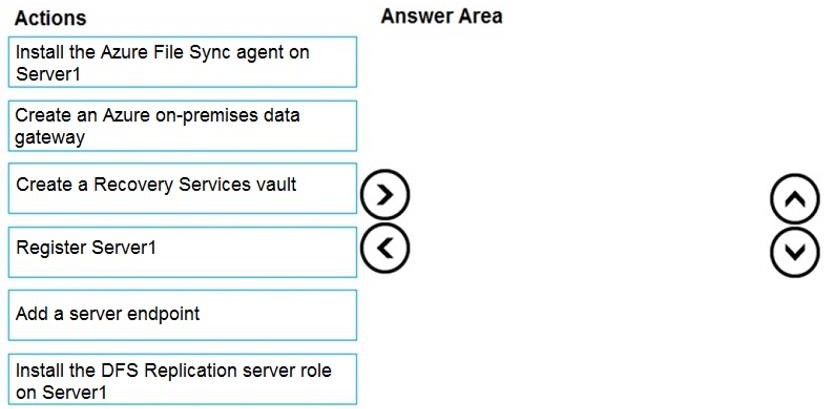 Actions
Answer Area
Install the Azure File Sync agent on
Server1
Create an Azure on-premises data
gateway
Create a Recovery Services vault
Register Server1
Add a server endpoint
Install the DFS Replication server role
on Server1